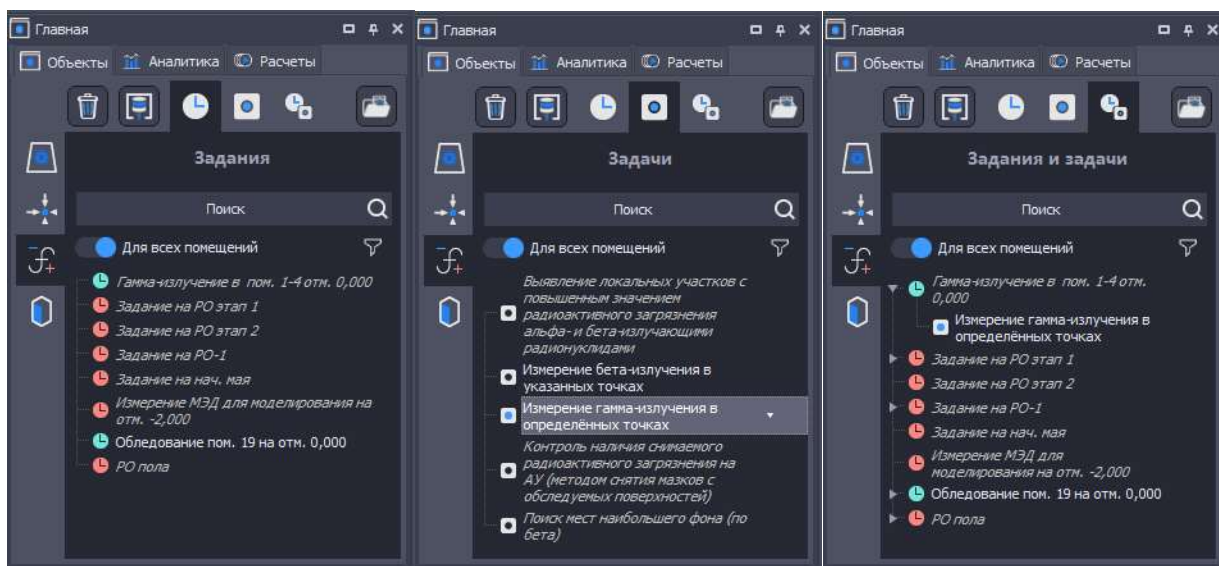 Главная
Объекты Аналитика Расчеты
Задания
Поиск
Для всех помещений
Гамма-излучение в пом. 1-4 отм. 0,000
Задание на РО этап 1
Задание на РО этап 2
Задание на РО-1
Задание на нач. мая
Измерение МЭД для моделирования на
отм. -2,000
Обледование пом. 19 на отм. 0,000
РО пола
Главная
Объекты Аналитика Расчеты
Задачи
Поиск
Для всех помещений
Выявление локальных участков с
повышенным значением
радиоактивного загрязнения
альфа- и бета-излучающими
радионуклидами
Измерение бета-излучения в
указанных точках
Измерение гамма-излучения в
определённых точках
Контроль наличия снимаемого
радиоактивного загрязнения на
АУ (методом снятия мазков с
обследуемых поверхностей)
Поиск мест наибольшего фона (по
бета)
Главная
Объекты Аналитика Расчеты
Задания и задачи
Поиск
Для всех помещений
Гамма-излучение в пом. 1-4 отм.
0,000
Измерение гамма-излучения в
определённых точках
Задание на РО этап 1
Задание на РО этап 2
Задание на РО-1
Задание на нач. мая
Измерение МЭД для
моделирования на отм. -2,000
Обледование пом. 19 на отм. 0,000
РО пола